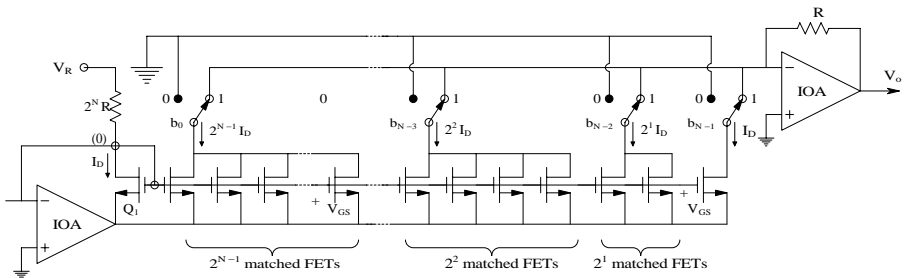 R
V_R
V_o
IOA
2^N R
0 1 0 0 1 0 1 0 1
b_0 2^{N-1} I_D b_{N-3} 2^2 I_D b_{N-2} 2^1 I_D b_{N-1} I_D
(0)
I_D
Q_1 + V_GS + V_GS
IOA
2^{N-1} matched FETs 2^2 matched FETs 2^1 matched FETs